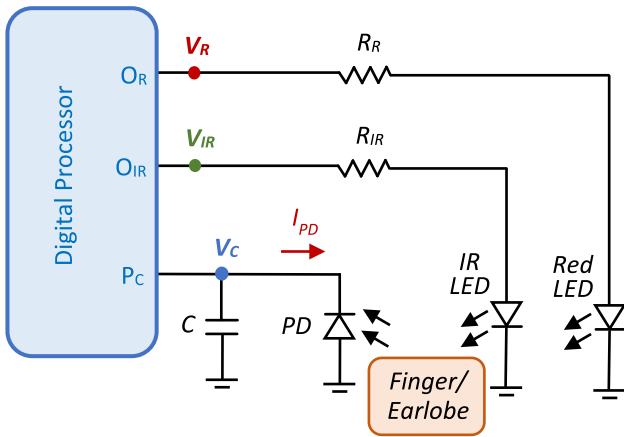 Digital Processor
O_R
V_R
R_R
O_IR
V_IR
R_IR
P_C
V_C
I_PD
C
PD
IR
LED
Red
LED
Finger/
Earlobe